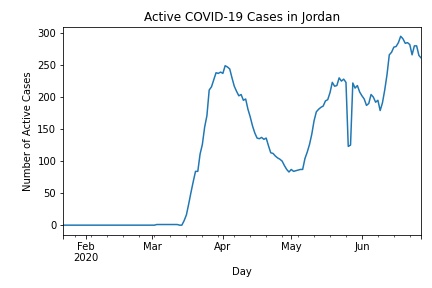 Active COVID-19 Cases in Jordan
300
250
200
150
100
50
0
Number of Active Cases
Feb
2020
Mar
Apr
May
Jun
Day